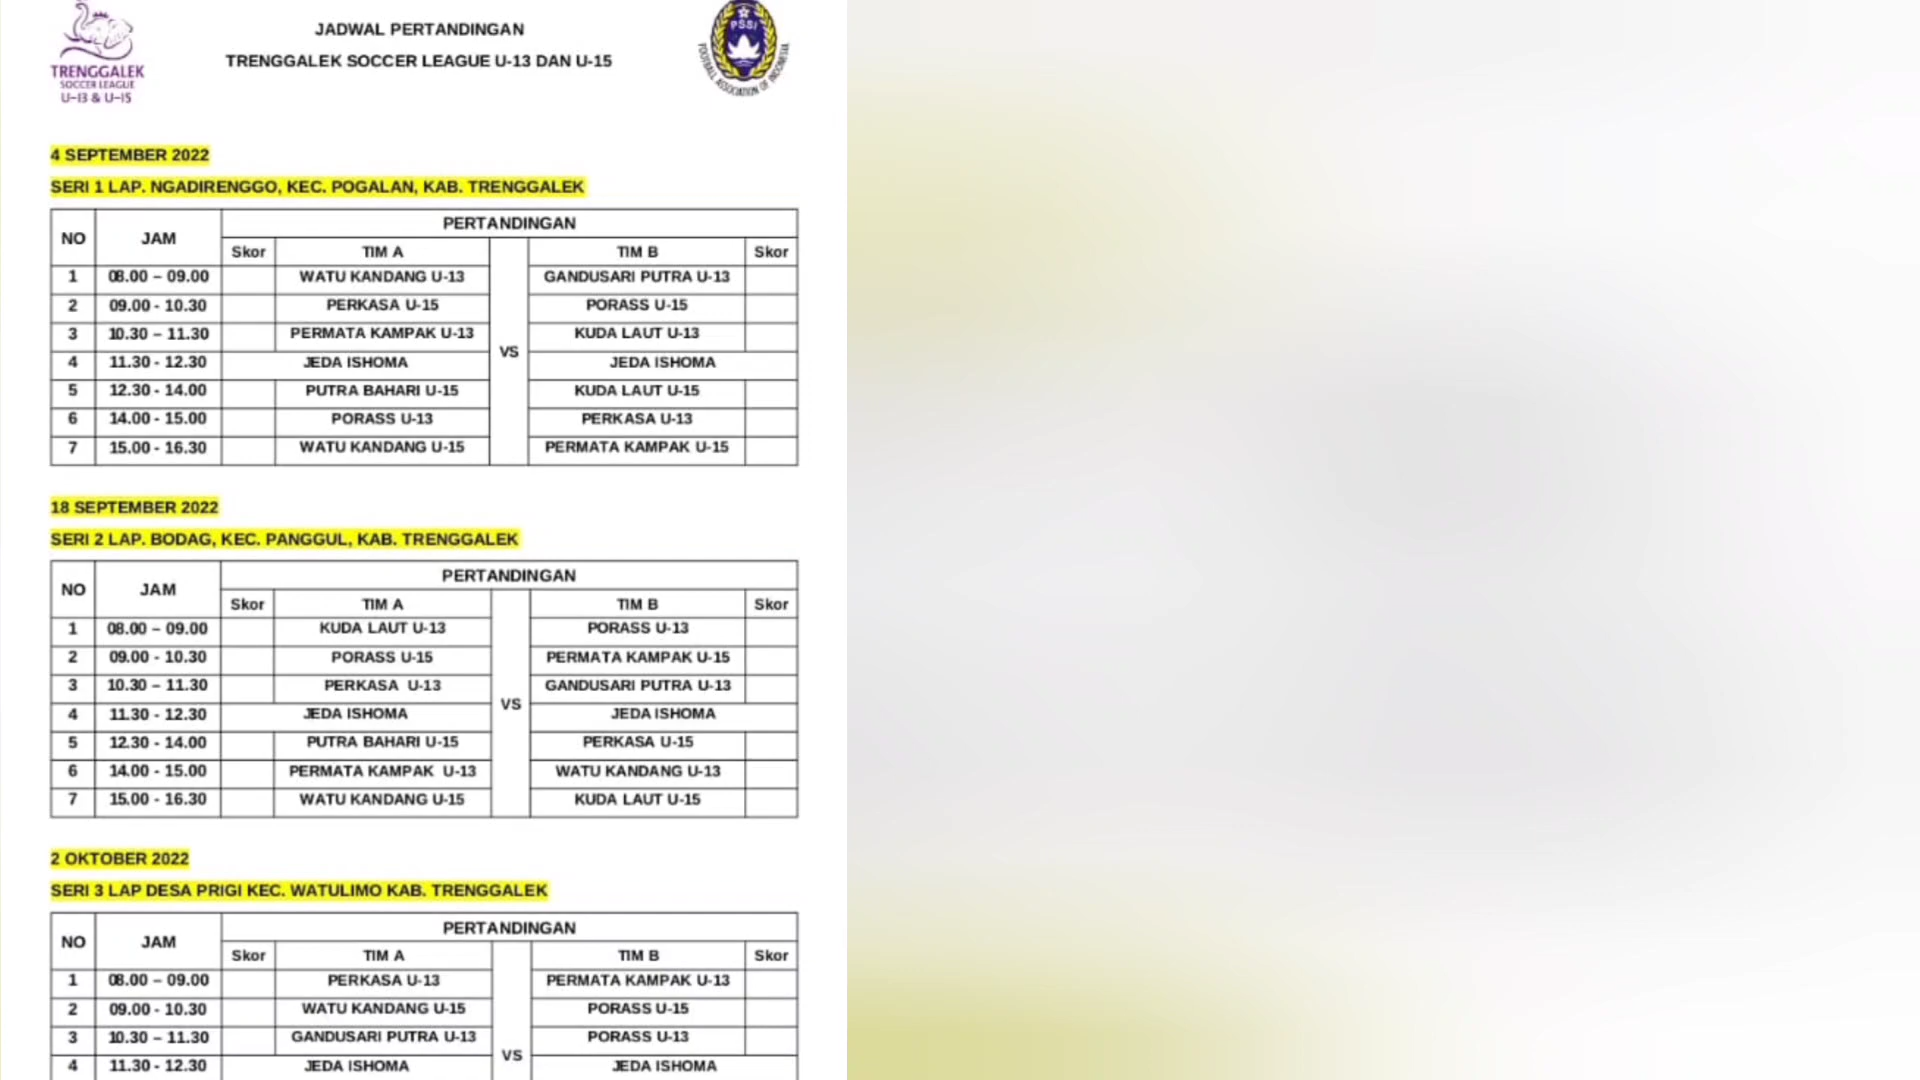 TRENGGALEK
SOCCER LEAGUE
U-13 & U-15
JADWAL PERTANDINGAN
TRENGGALEK SOCCER LEAGUE U-13 DAN U-15
PSSI
FOOTBALL ASSOCIATION OF INDONESIA
4 SEPTEMBER 2022
SERI 1 LAP. NGADIRENGGO, KEC. POGALAN, KAB. TRENGGALEK
NO JAM PERTANDINGAN
Skor TIM A VS TIM B Skor
1 08.00 – 09.00 WATU KANDANG U-13 GANDUSARI PUTRA U-13
2 09.00 - 10.30 PERKASA U-15 PORASS U-15
3 10.30 – 11.30 PERMATA KAMPAK U-13 KUDA LAUT U-13
4 11.30 - 12.30 JEDA ISHOMA JEDA ISHOMA
5 12.30 - 14.00 PUTRA BAHARI U-15 KUDA LAUT U-15
6 14.00 - 15.00 PORASS U-13 PERKASA U-13
7 15.00 - 16.30 WATU KANDANG U-15 PERMATA KAMPAK U-15
18 SEPTEMBER 2022
SERI 2 LAP. BODAG, KEC. PANGGUL, KAB. TRENGGALEK
NO JAM PERTANDINGAN
Skor TIM A VS TIM B Skor
1 08.00 – 09.00 KUDA LAUT U-13 PORASS U-13
2 09.00 - 10.30 PORASS U-15 PERMATA KAMPAK U-15
3 10.30 – 11.30 PERKASA U-13 GANDUSARI PUTRA U-13
4 11.30 - 12.30 JEDA ISHOMA JEDA ISHOMA
5 12.30 - 14.00 PUTRA BAHARI U-15 PERKASA U-15
6 14.00 - 15.00 PERMATA KAMPAK U-13 WATU KANDANG U-13
7 15.00 - 16.30 WATU KANDANG U-15 KUDA LAUT U-15
2 OKTOBER 2022
SERI 3 LAP DESA PRIGI KEC. WATULIMO KAB. TRENGGALEK
NO JAM PERTANDINGAN
Skor TIM A VS TIM B Skor
1 08.00 – 09.00 PERKASA U-13 PERMATA KAMPAK U-13
2 09.00 - 10.30 WATU KANDANG U-15 PORASS U-15
3 10.30 – 11.30 GANDUSARI PUTRA U-13 PORASS U-13
4 11.30 - 12.30 JEDA ISHOMA JEDA ISHOMA